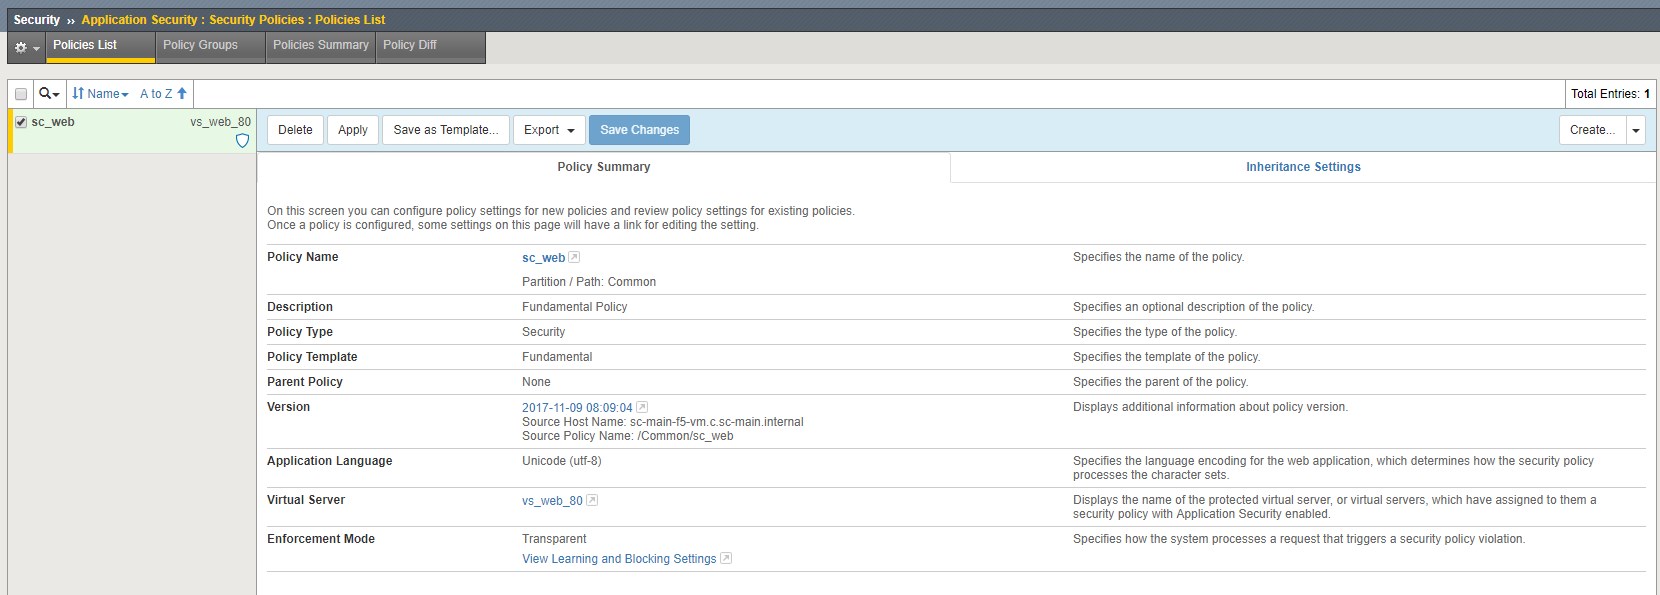 Security ›› Application Security : Security Policies : Policies List
Policies List Policy Groups Policies Summary Policy Diff
Name A to Z Total Entries: 1
sc_web vs_web_80
Delete Apply Save as Template... Export Save Changes Create...
Policy Summary Inheritance Settings
On this screen you can configure policy settings for new policies and review policy settings for existing policies.
Once a policy is configured, some settings on this page will have a link for editing the setting.
Policy Name sc_web Specifies the name of the policy.
Partition / Path: Common
Description Fundamental Policy Specifies an optional description of the policy.
Policy Type Security Specifies the type of the policy.
Policy Template Fundamental Specifies the template of the policy.
Parent Policy None Specifies the parent of the policy.
Version 2017-11-09 08:09:04 Displays additional information about policy version.
Source Host Name: sc-main-f5-vm.c.sc-main.internal
Source Policy Name: /Common/sc_web
Application Language Unicode (utf-8) Specifies the language encoding for the web application, which determines how the security policy
processes the character sets.
Virtual Server vs_web_80 Displays the name of the protected virtual server, or virtual servers, which have assigned to them a
security policy with Application Security enabled.
Enforcement Mode Transparent Specifies how the system processes a request that triggers a security policy violation.
View Learning and Blocking Settings